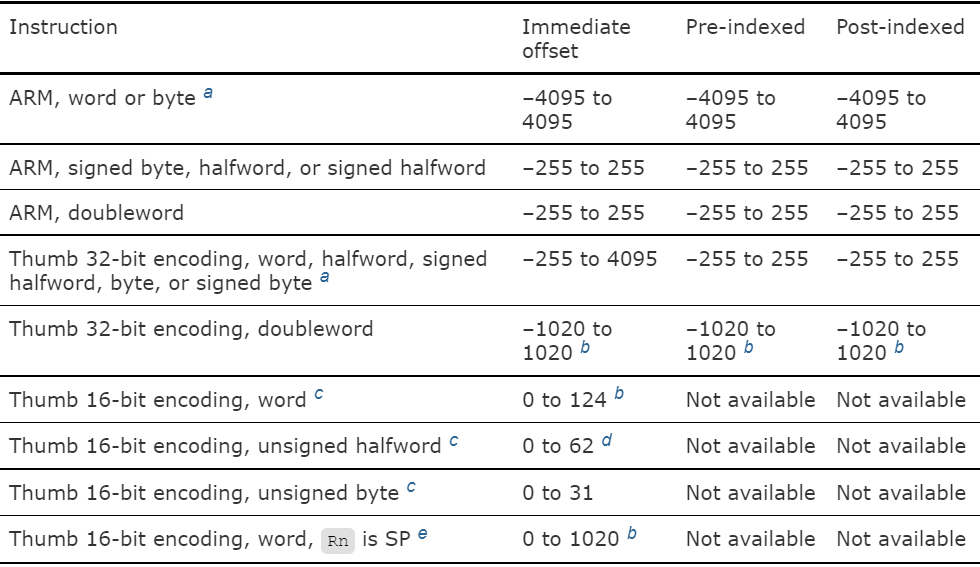 Instruction Immediate offset Pre-indexed Post-indexed
ARM, word or byte a –4095 to 4095 –4095 to 4095 –4095 to 4095
ARM, signed byte, halfword, or signed halfword –255 to 255 –255 to 255 –255 to 255
ARM, doubleword –255 to 255 –255 to 255 –255 to 255
Thumb 32-bit encoding, word, halfword, signed halfword, byte, or signed byte a –255 to 4095 –255 to 255 –255 to 255
Thumb 32-bit encoding, doubleword –1020 to 1020 b –1020 to 1020 b –1020 to 1020 b
Thumb 16-bit encoding, word c 0 to 124 b Not available Not available
Thumb 16-bit encoding, unsigned halfword c 0 to 62 d Not available Not available
Thumb 16-bit encoding, unsigned byte c 0 to 31 Not available Not available
Thumb 16-bit encoding, word, Rn is SP e 0 to 1020 b Not available Not available